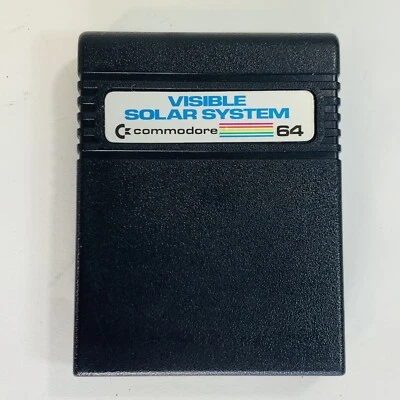 VISIBLE
SOLAR SYSTEM
commodore 64